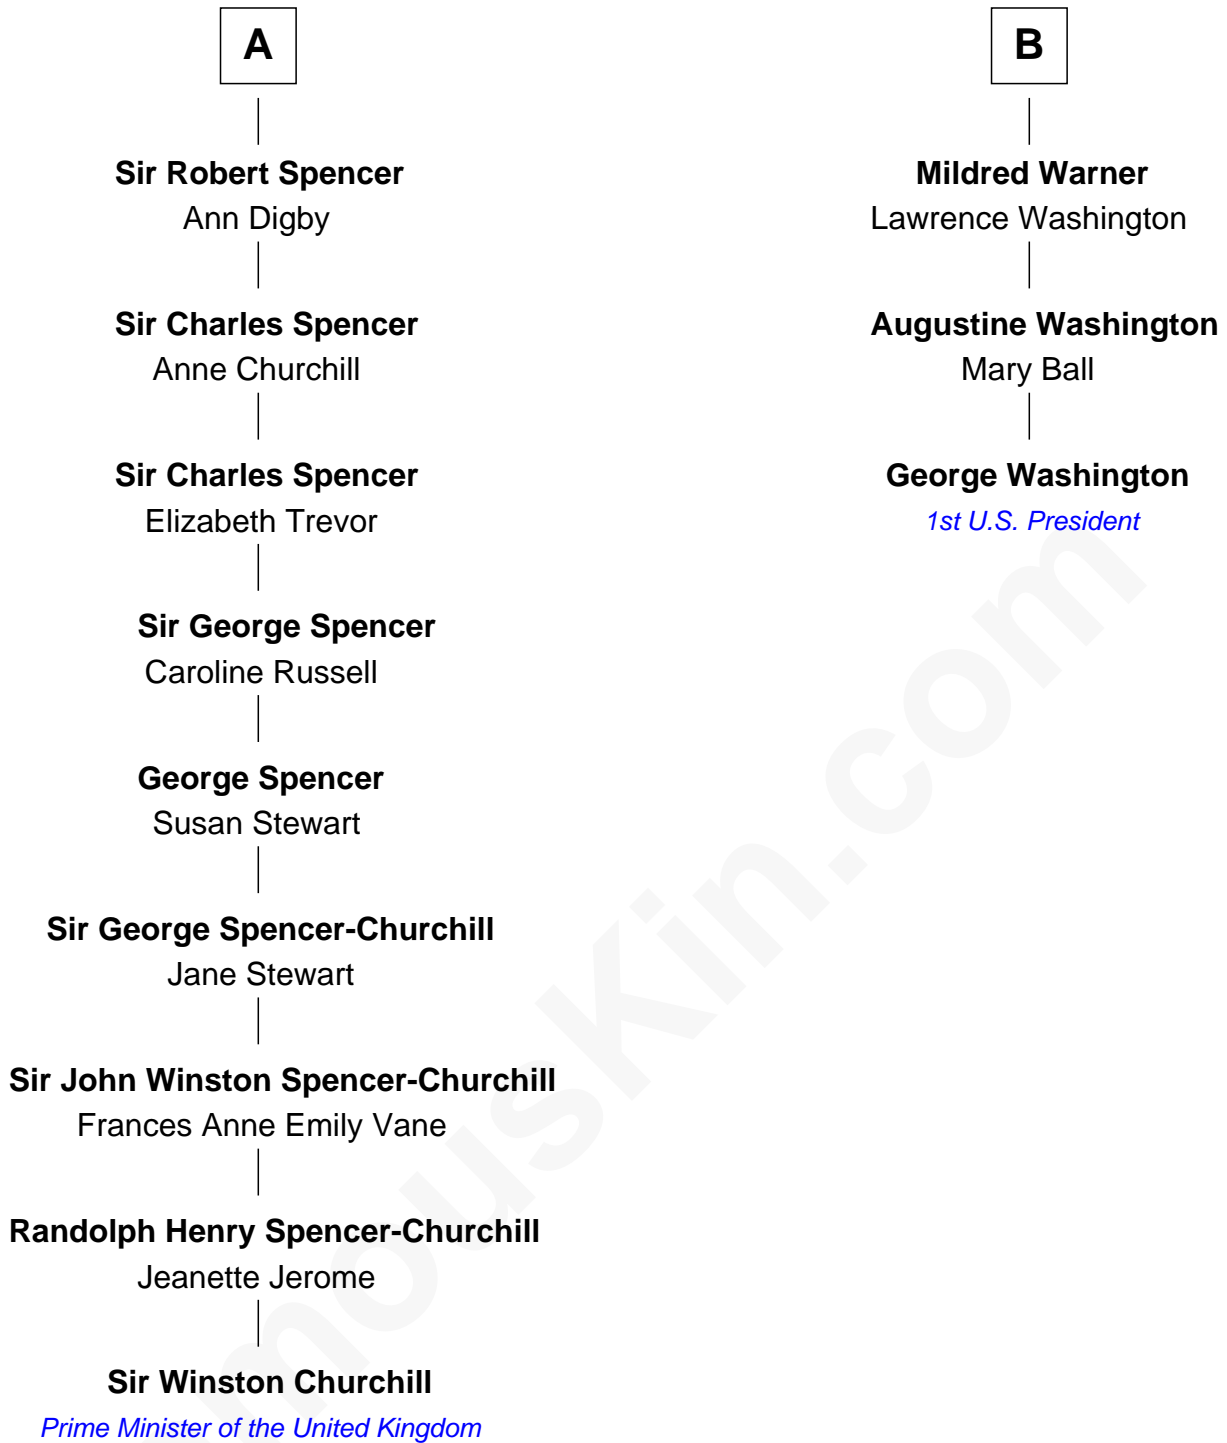 A
Sir Robert Spencer
Ann Digby
Sir Charles Spencer
Anne Churchill
Sir Charles Spencer
Elizabeth Trevor
Sir George Spencer
Caroline Russell
George Spencer
Susan Stewart
Sir George Spencer-Churchill
Jane Stewart
Sir John Winston Spencer-Churchill
Frances Anne Emily Vane
Randolph Henry Spencer-Churchill
Jeanette Jerome
Sir Winston Churchill
Prime Minister of the United Kingdom
B
Mildred Warner
Lawrence Washington
Augustine Washington
Mary Ball
George Washington
1st U.S. President
mousKin.com